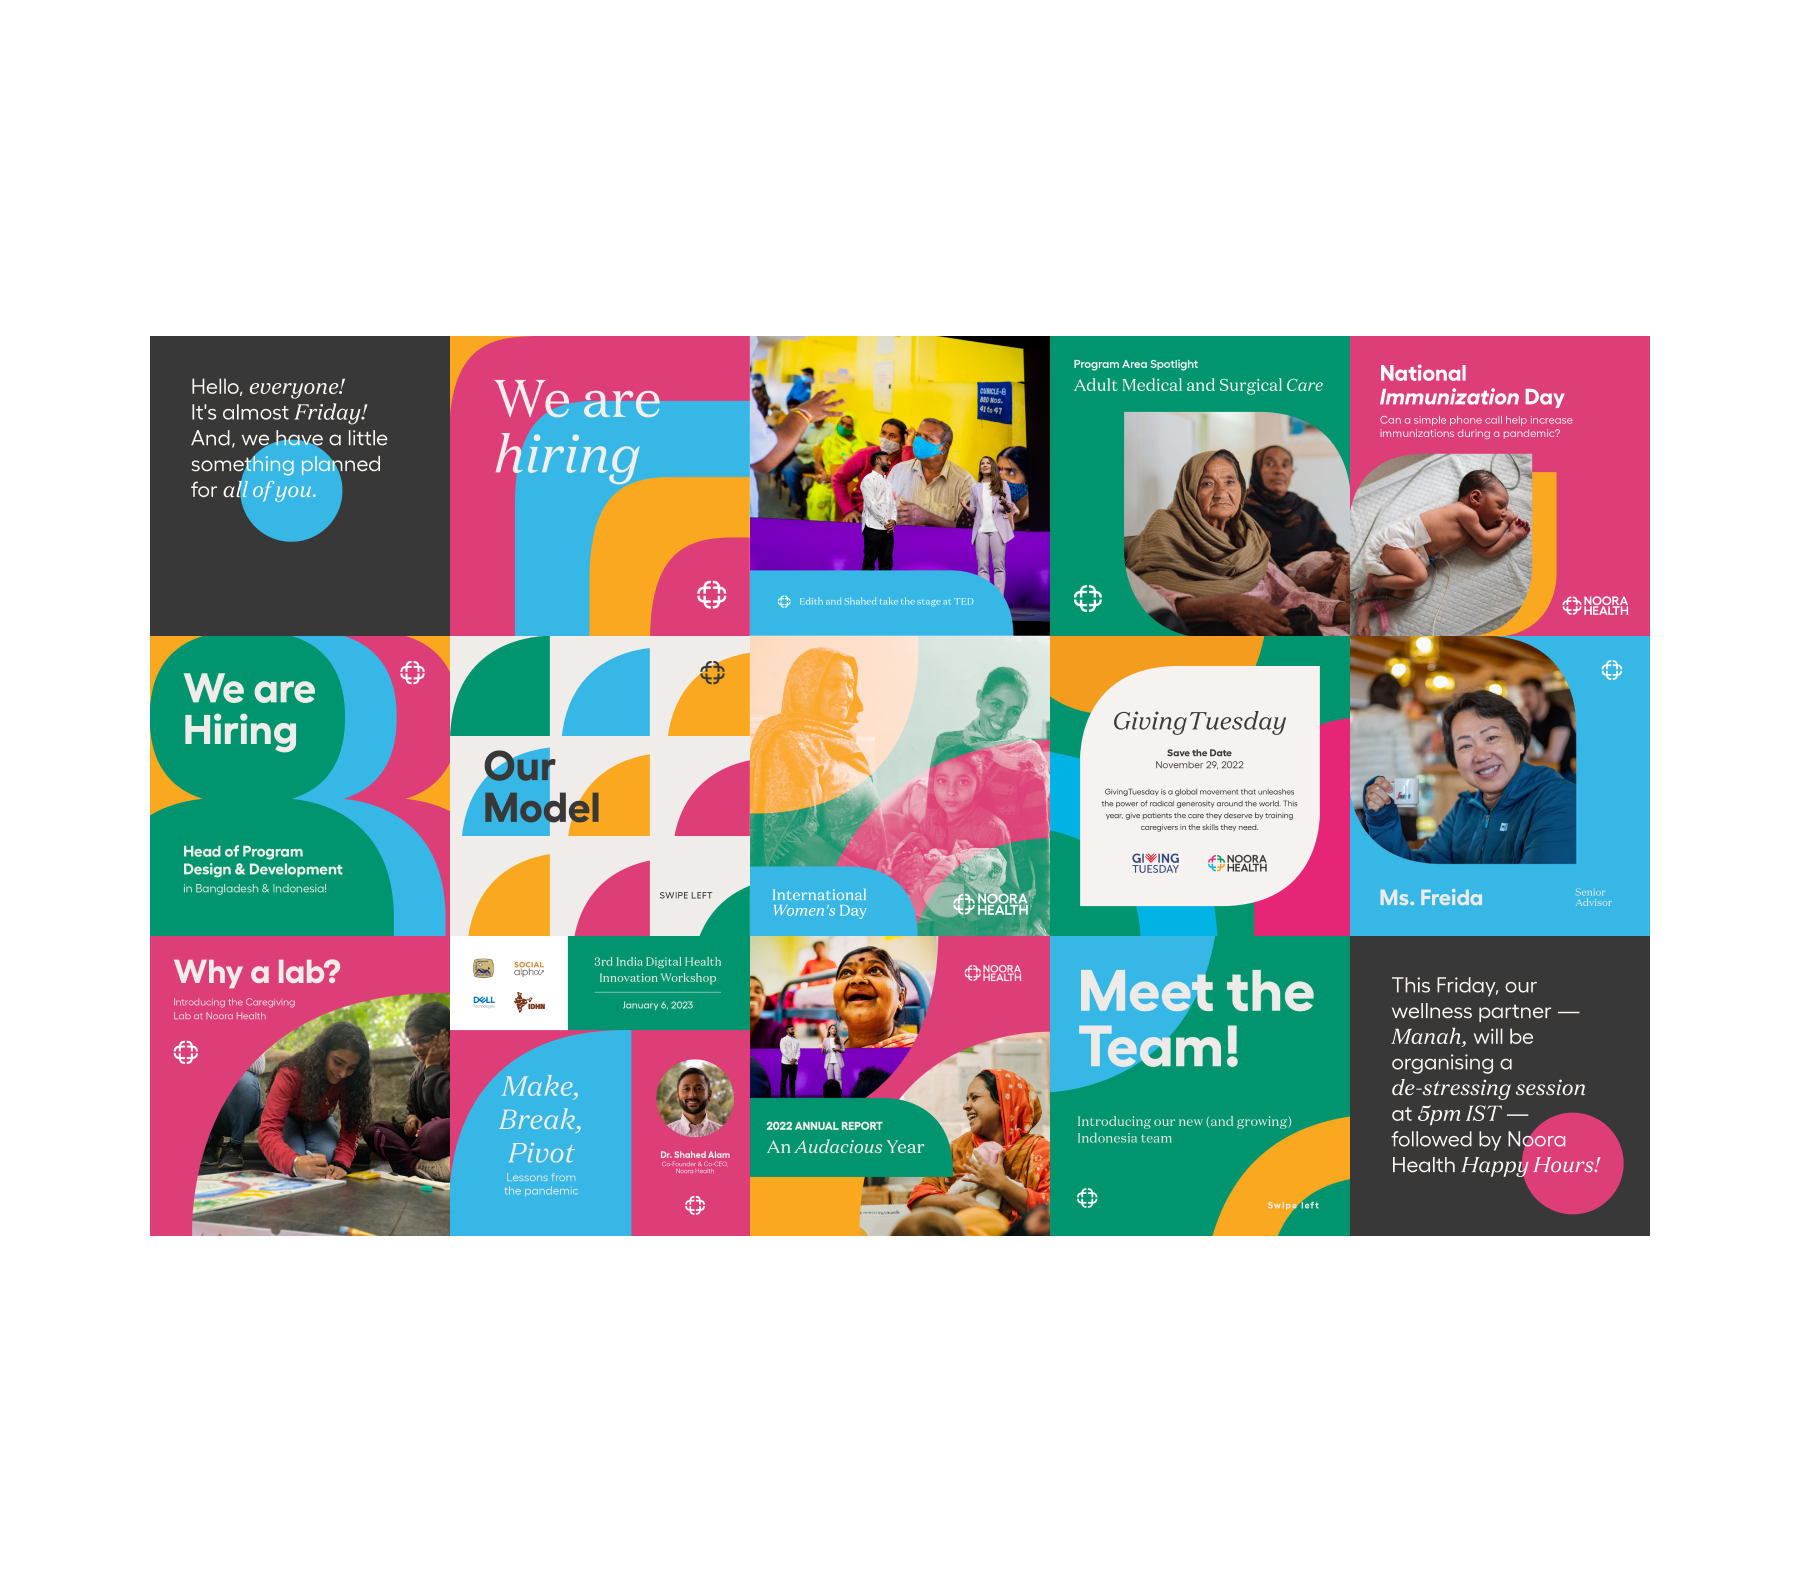 Hello, everyone!
It's almost Friday!
And, we have a little
something planned
for all of you.
We are
hiring
CUBICLE-B
BED Nos.
41 to 47
Edith and Shahed take the stage at TED
Program Area Spotlight
Adult Medical and Surgical Care
National
Immunization Day
Can a simple phone call help increase
immunizations during a pandemic?
NOORA
HEALTH
We are
Hiring
Head of Program
Design & Development
in Bangladesh & Indonesia!
Our
Model
SWIPE LEFT
International
Women's Day
NOORA
HEALTH
GivingTuesday
Save the Date
November 29, 2022
GivingTuesday is a global movement that unleashes
the power of radical generosity around the world. This
year, give patients the care they deserve by training
caregivers in the skills they need.
GIVING
TUESDAY
NOORA
HEALTH
Ms. Freida
Senior
Advisor
Why a lab?
Introducing the Caregiving
Lab at Noora Health
SOCIAL
alpha
DELL
Technologies
IDHN
3rd India Digital Health
Innovation Workshop
January 6, 2023
Make,
Break,
Pivot
Lessons from
the pandemic
Dr. Shahed Alam
Co-Founder & Co-CEO,
Noora Health
NOORA
HEALTH
2022 ANNUAL REPORT
An Audacious Year
Meet the
Team!
Introducing our new (and growing)
Indonesia team
Swipe left
This Friday, our
wellness partner —
Manah, will be
organising a
de-stressing session
at 5pm IST —
followed by Noora
Health Happy Hours!